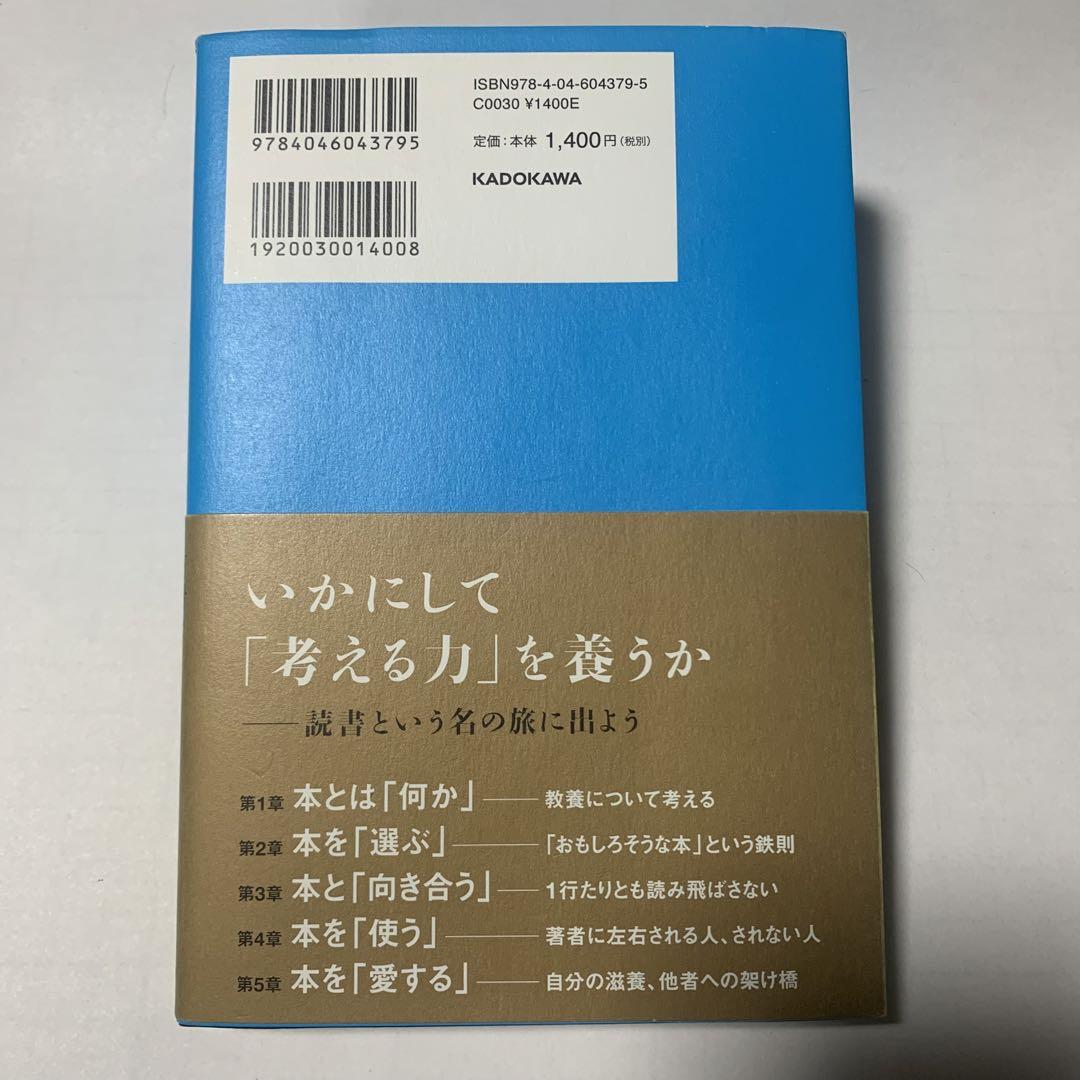 9784046043795
1920030014008
ISBN978-4-04-604379-5
C0030 ¥1400E
定価：本体 1,400円（税別）
KADOKAWA
いかにして
「考える力」を養うか
──読書という名の旅に出よう
第1章 本とは「何か」──教養について考える
第2章 本を「選ぶ」──「おもしろそうな本」という鉄則
第3章 本と「向き合う」──1行たりとも読み飛ばさない
第4章 本を「使う」──著者に左右される人、されない人
第5章 本を「愛する」──自分の滋養、他者への架け橋